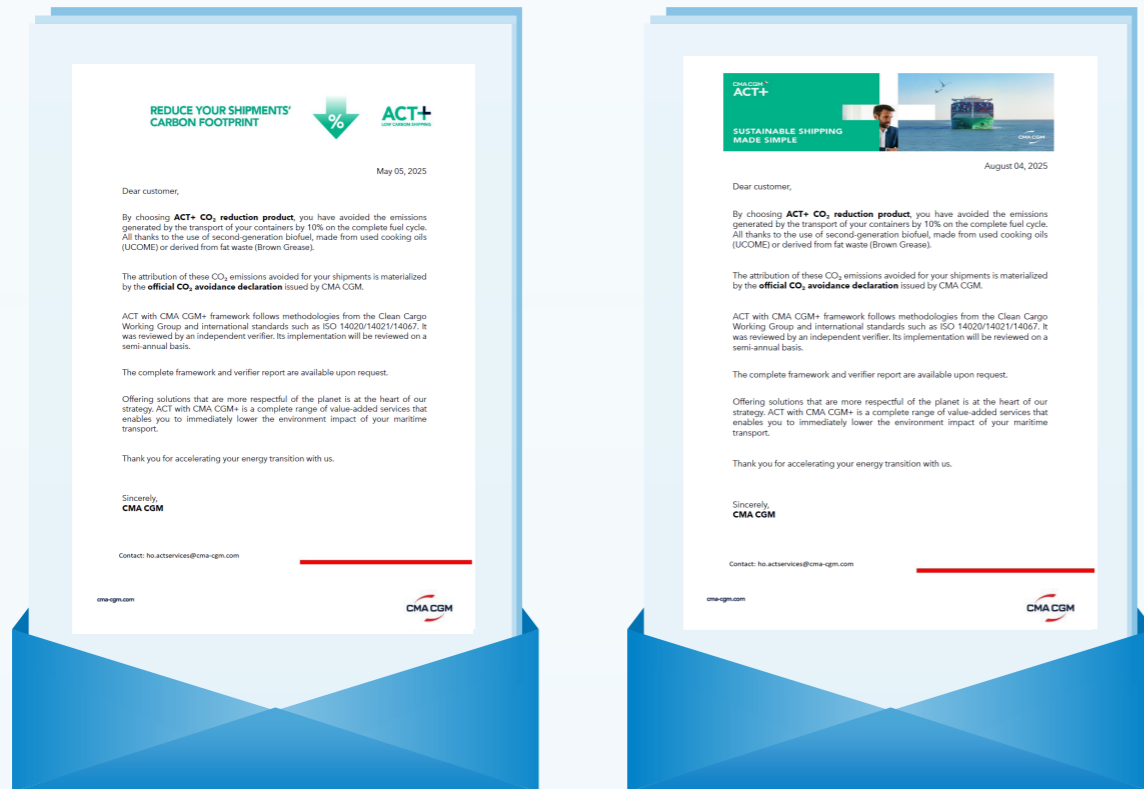 REDUCE YOUR SHIPMENTS'
CARBON FOOTPRINT
%
ACT+
LOW CARBON SHIPPING
May 05, 2025
Dear customer,
By choosing ACT+ CO₂ reduction product, you have avoided the emissions
generated by the transport of your containers by 10% on the complete fuel cycle.
All thanks to the use of second-generation biofuel, made from used cooking oils
(UCOME) or derived from fat waste (Brown Grease).
The attribution of these CO₂ emissions avoided for your shipments is materialized
by the official CO₂ avoidance declaration issued by CMA CGM.
ACT with CMA CGM+ framework follows methodologies from the Clean Cargo
Working Group and international standards such as ISO 14020/14021/14067. It
was reviewed by an independent verifier. Its implementation will be reviewed on a
semi-annual basis.
The complete framework and verifier report are available upon request.
Offering solutions that are more respectful of the planet is at the heart of our
strategy. ACT with CMA CGM+ is a complete range of value-added services that
enables you to immediately lower the environment impact of your maritime
transport.
Thank you for accelerating your energy transition with us.
Sincerely,
CMA CGM
Contact: ho.actservices@cma-cgm.com
cma-cgm.com
CMA CGM
CMA CGM
ACT+
SUSTAINABLE SHIPPING
MADE SIMPLE
CMA CGM
August 04, 2025
Dear customer,
By choosing ACT+ CO₂ reduction product, you have avoided the emissions
generated by the transport of your containers by 10% on the complete fuel cycle.
All thanks to the use of second-generation biofuel, made from used cooking oils
(UCOME) or derived from fat waste (Brown Grease).
The attribution of these CO₂ emissions avoided for your shipments is materialized
by the official CO₂ avoidance declaration issued by CMA CGM.
ACT with CMA CGM+ framework follows methodologies from the Clean Cargo
Working Group and international standards such as ISO 14020/14021/14067. It
was reviewed by an independent verifier. Its implementation will be reviewed on a
semi-annual basis.
The complete framework and verifier report are available upon request.
Offering solutions that are more respectful of the planet is at the heart of our
strategy. ACT with CMA CGM+ is a complete range of value-added services that
enables you to immediately lower the environment impact of your maritime
transport.
Thank you for accelerating your energy transition with us.
Sincerely,
CMA CGM
Contact: ho.actservices@cma-cgm.com
cma-cgm.com
CMA CGM